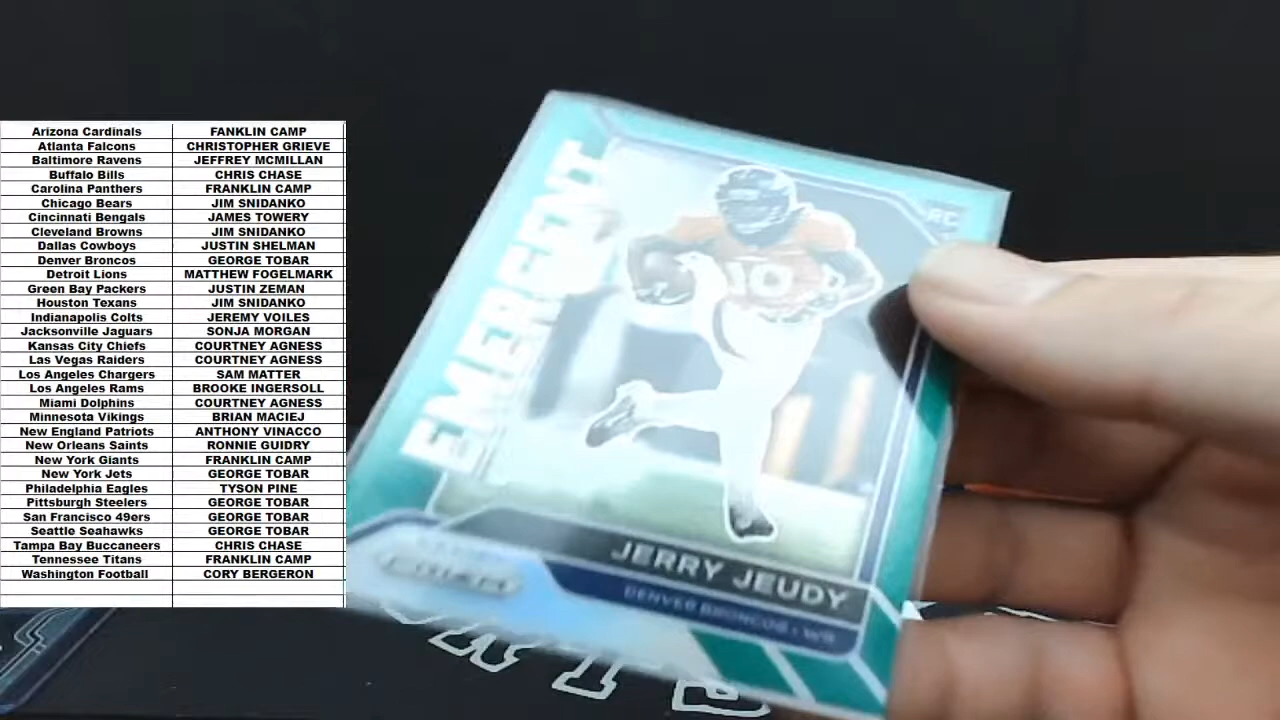 Arizona Cardinals FANKLIN CAMP
Atlanta Falcons CHRISTOPHER GRIEVE
Baltimore Ravens JEFFREY MCMILLAN
Buffalo Bills CHRIS CHASE
Carolina Panthers FRANKLIN CAMP
Chicago Bears JIM SNIDANKO
Cincinnati Bengals JAMES TOWERY
Cleveland Browns JIM SNIDANKO
Dallas Cowboys JUSTIN SHELMAN
Denver Broncos GEORGE TOBAR
Detroit Lions MATTHEW FOGELMARK
Green Bay Packers JUSTIN ZEMAN
Houston Texans JIM SNIDANKO
Indianapolis Colts JEREMY VOILES
Jacksonville Jaguars SONJA MORGAN
Kansas City Chiefs COURTNEY AGNESS
Las Vegas Raiders COURTNEY AGNESS
Los Angeles Chargers SAM MATTER
Los Angeles Rams BROOKE INGERSOLL
Miami Dolphins COURTNEY AGNESS
Minnesota Vikings BRIAN MACIEJ
New England Patriots ANTHONY VINACCO
New Orleans Saints RONNIE GUIDRY
New York Giants FRANKLIN CAMP
New York Jets GEORGE TOBAR
Philadelphia Eagles TYSON PINE
Pittsburgh Steelers GEORGE TOBAR
San Francisco 49ers GEORGE TOBAR
Seattle Seahawks GEORGE TOBAR
Tampa Bay Buccaneers CHRIS CHASE
Tennessee Titans FRANKLIN CAMP
Washington Football CORY BERGERON
EMERGENT
RC
10
JERRY JEUDY
DENVER BRONCOS • WR
PRIZM